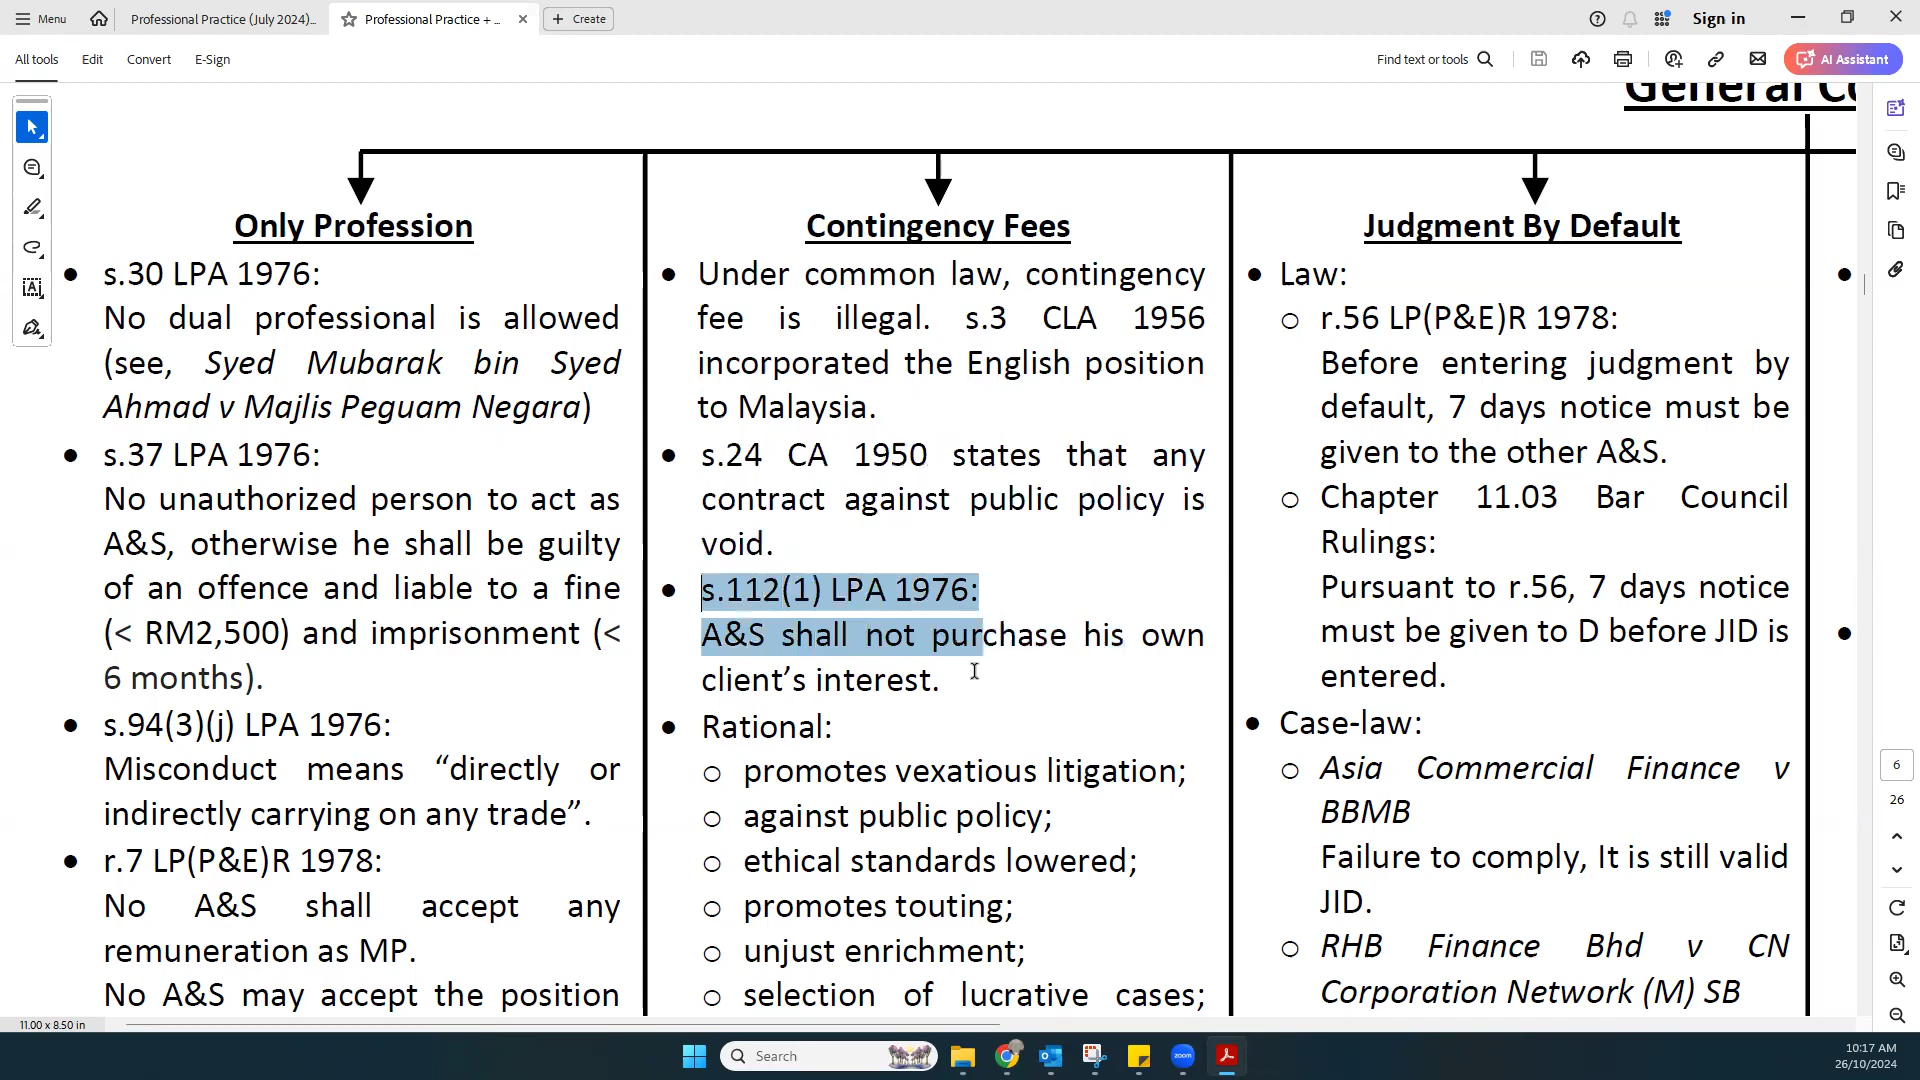 Menu
Professional Practice (July 2024)...
Professional Practice + ...
Create
Sign in
All tools
Edit
Convert
E-Sign
Find text or tools
AI Assistant
General Co
Only Profession
s.30 LPA 1976:
No dual professional is allowed
(see, Syed Mubarak bin Syed
Ahmad v Majlis Peguam Negara)
s.37 LPA 1976:
No unauthorized person to act as
A&S, otherwise he shall be guilty
of an offence and liable to a fine
(< RM2,500) and imprisonment (<
6 months).
s.94(3)(j) LPA 1976:
Misconduct means “directly or
indirectly carrying on any trade”.
r.7 LP(P&E)R 1978:
No A&S shall accept any
remuneration as MP.
No A&S may accept the position
Contingency Fees
Under common law, contingency
fee is illegal. s.3 CLA 1956
incorporated the English position
to Malaysia.
s.24 CA 1950 states that any
contract against public policy is
void.
s.112(1) LPA 1976:
A&S shall not purchase his own
client’s interest.
Rational:
promotes vexatious litigation;
against public policy;
ethical standards lowered;
promotes touting;
unjust enrichment;
selection of lucrative cases;
Judgment By Default
Law:
r.56 LP(P&E)R 1978:
Before entering judgment by
default, 7 days notice must be
given to the other A&S.
Chapter 11.03 Bar Council
Rulings:
Pursuant to r.56, 7 days notice
must be given to D before JID is
entered.
Case-law:
Asia Commercial Finance v
BBMB
Failure to comply, It is still valid
JID.
RHB Finance Bhd v CN
Corporation Network (M) SB
6
26
11.00 x 8.50 in
Search
zoom
10:17 AM
26/10/2024